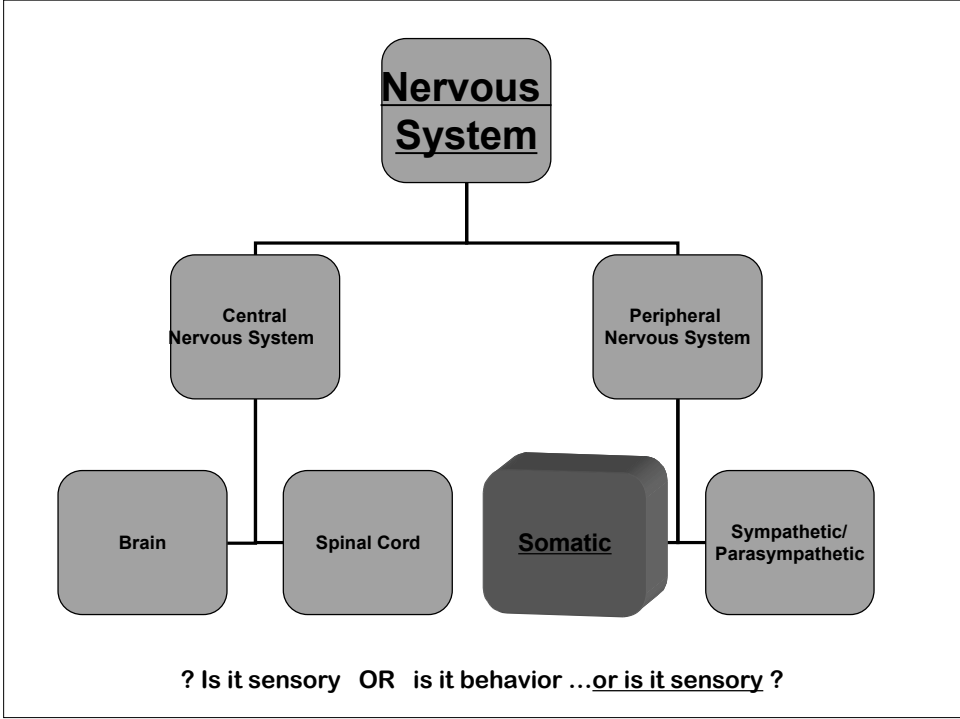 Nervous
System
Central
Nervous System
Peripheral
Nervous System
Brain
Spinal Cord
Somatic
Sympathetic/
Parasympathetic
? Is it sensory OR is it behavior …or is it sensory ?